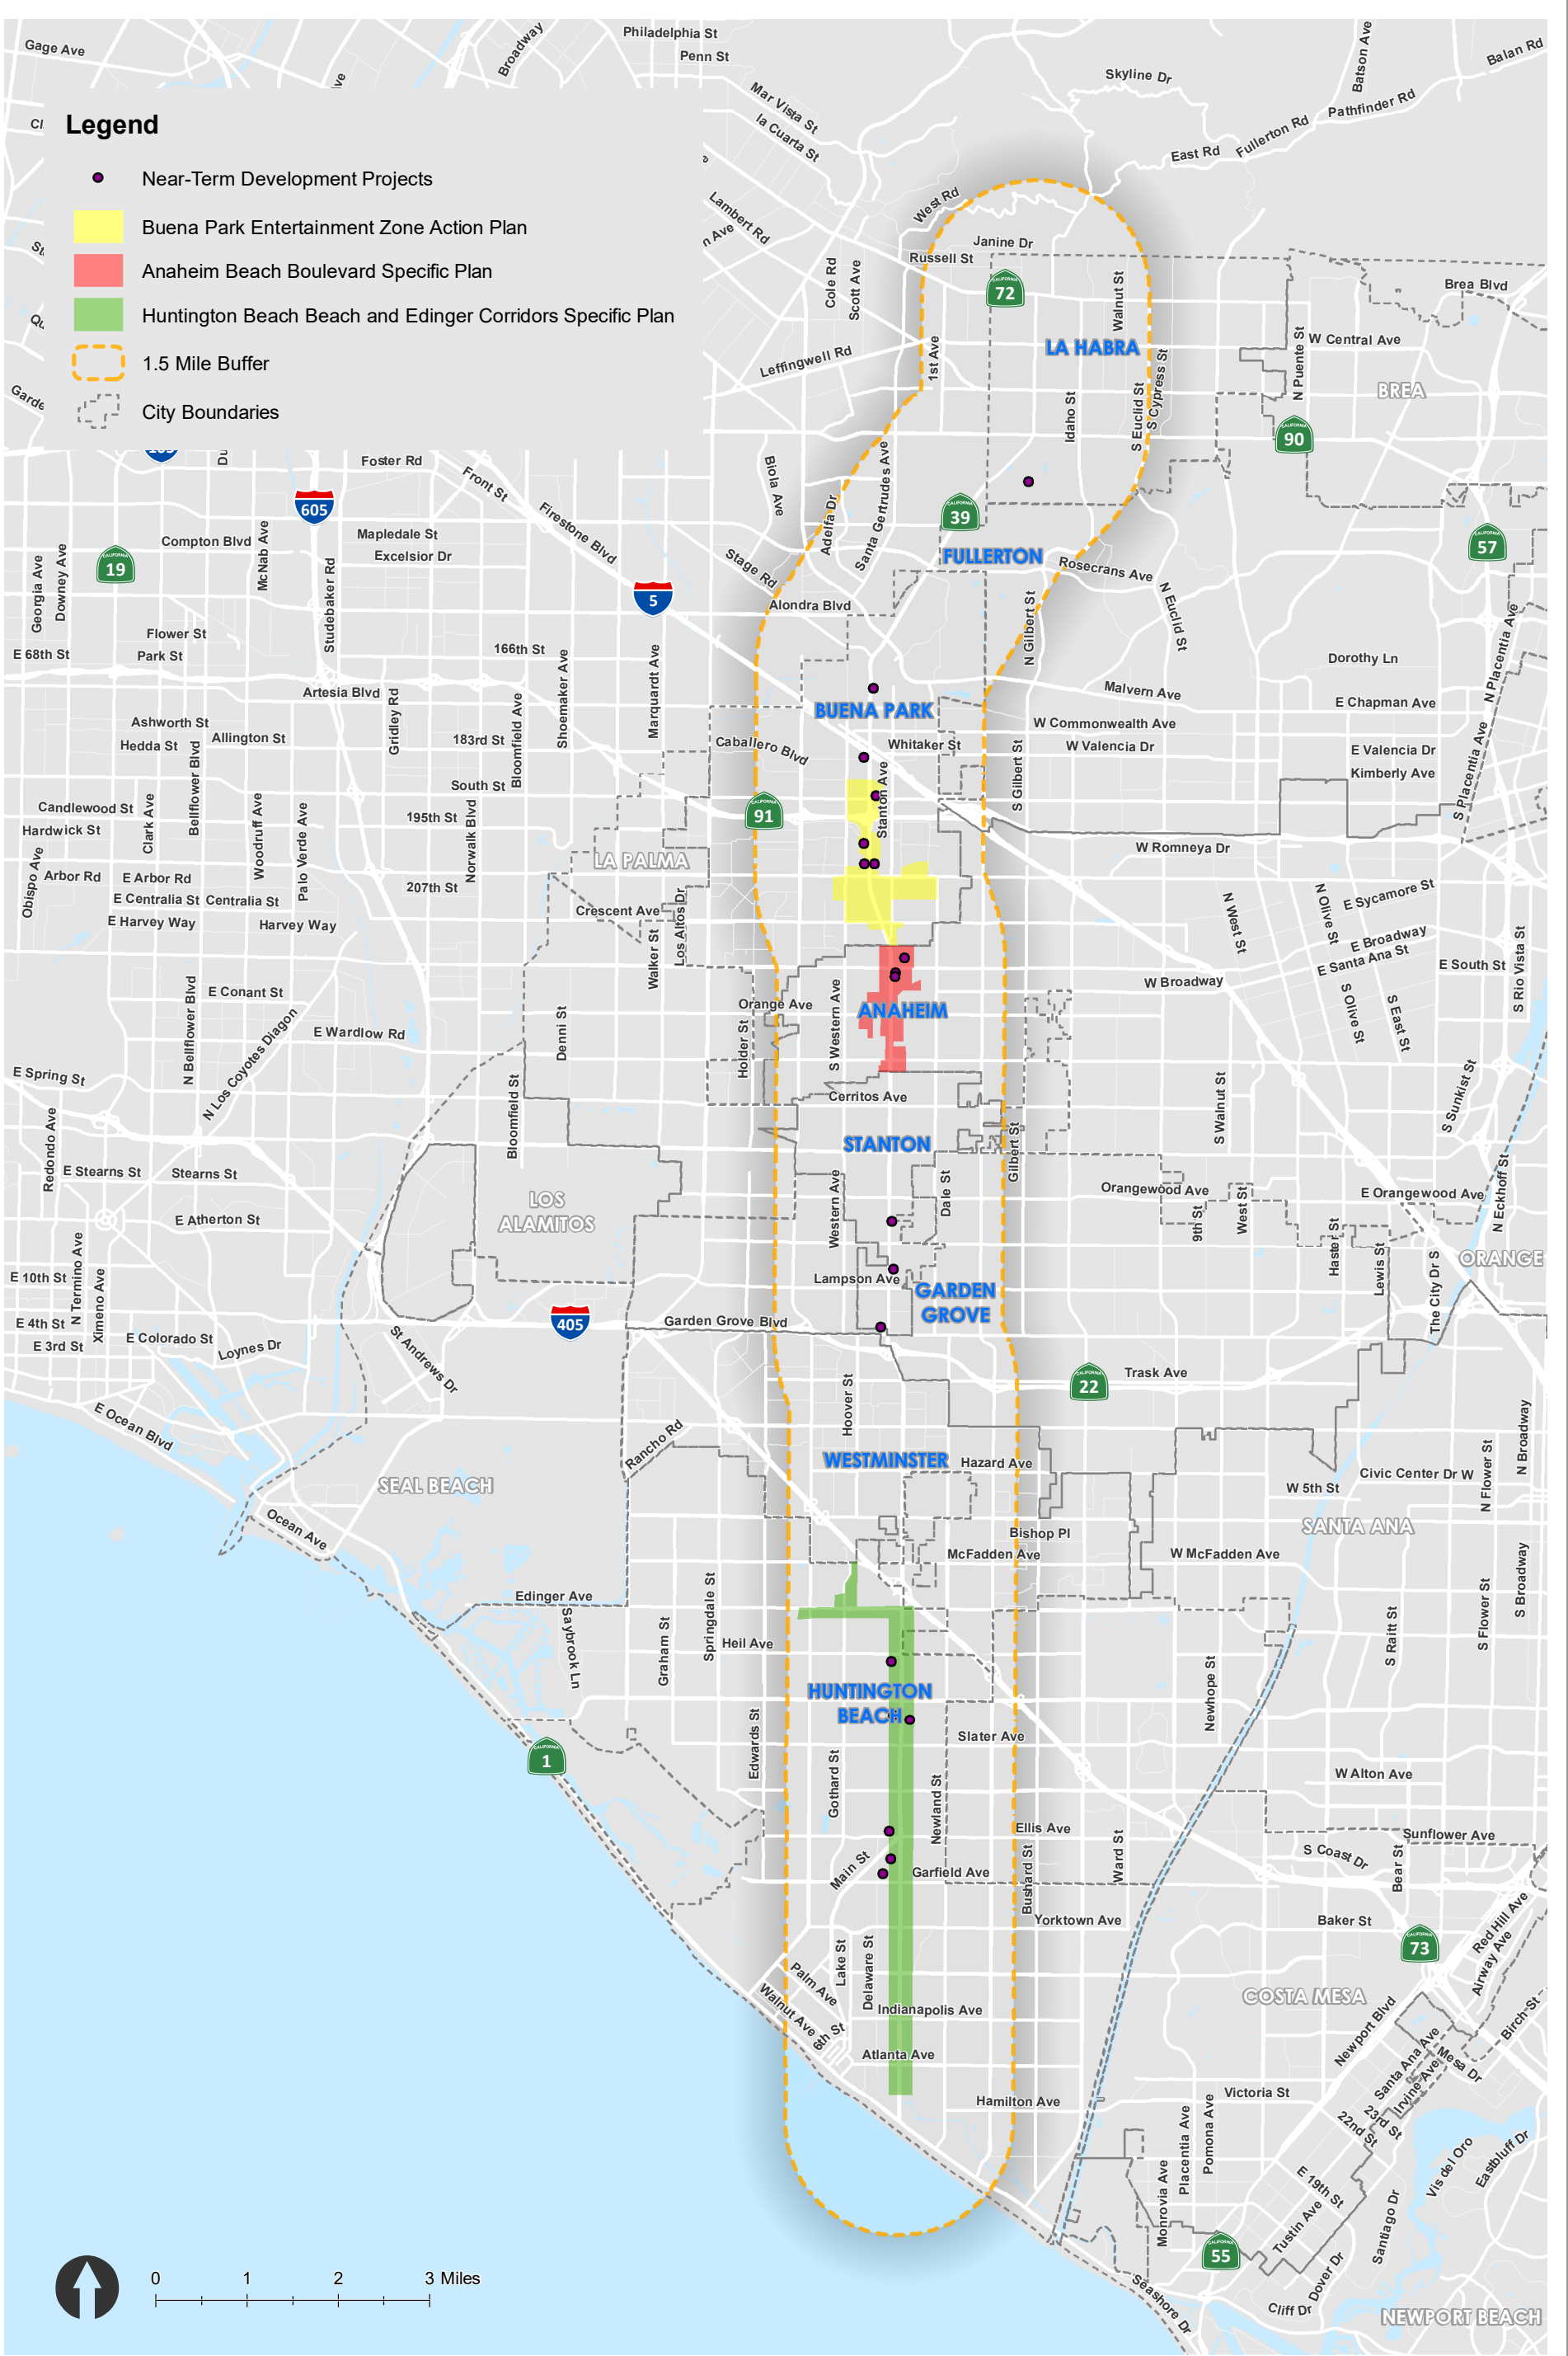 Gage Ave
Broadway
Philadelphia St
Penn St
Batson Ave
Balan Rd
Skyline Dr
Pathfinder Rd
Fullerton Rd
East Rd
Mar Vista St
la Cuarta St
Legend
Near-Term Development Projects
Buena Park Entertainment Zone Action Plan
Anaheim Beach Boulevard Specific Plan
Huntington Beach Beach and Edinger Corridors Specific Plan
1.5 Mile Buffer
City Boundaries
West Rd
Lambert Rd
Janine Dr
Russell St
Cole Rd
Scott Ave
CALIFORNIA
72
Walnut St
Brea Blvd
LA HABRA
1st Ave
Leffingwell Rd
W Central Ave
N Puente St
BREA
Idaho St
S Euclid St
S Cypress St
CALIFORNIA
90
Foster Rd
Front St
Firestone Blvd
Biola Ave
Adelfa Dr
Santa Gertrudes Ave
605
CALIFORNIA
39
CALIFORNIA
57
Compton Blvd
McNab Ave
Mapledale St
Excelsior Dr
CALIFORNIA
19
Georgia Ave
Downey Ave
Studebaker Rd
5
Stage Rd
FULLERTON
Rosecrans Ave
Alondra Blvd
N Gilbert St
N Euclid St
N Placentia Ave
Flower St
Park St
E 68th St
166th St
Shoemaker Ave
Marquardt Ave
Dorothy Ln
Artesia Blvd
Gridley Rd
Bloomfield Ave
Malvern Ave
E Chapman Ave
BUENA PARK
W Commonwealth Ave
Ashworth St
Hedda St
Allington St
Bellflower Blvd
183rd St
Caballero Blvd
Whitaker St
W Valencia Dr
E Valencia Dr
Kimberly Ave
S Placentia Ave
South St
S Gilbert St
Stanton Ave
CALIFORNIA
91
Candlewood St
Hardwick St
Clark Ave
Woodruff Ave
Palo Verde Ave
195th St
Norwalk Blvd
W Romneya Dr
LA PALMA
Obispo Ave
Arbor Rd
E Arbor Rd
207th St
E Centralia St
Centralia St
E Harvey Way
Harvey Way
Crescent Ave
Los Altos Dr
Walker St
N West St
N Olive St
E Sycamore St
E Broadway
E Santa Ana St
E South St
S Rio Vista St
W Broadway
N Bellflower Blvd
E Conant St
N Los Coyotes Diagon
E Wardlow Rd
Denni St
Holder St
Orange Ave
S Western Ave
ANAHEIM
S Olive St
S East St
E Spring St
Redondo Ave
Bloomfield St
Cerritos Ave
S Walnut St
S Sunkist St
STANTON
Gilbert St
E Stearns St
Stearns St
Western Ave
Dale St
Orangewood Ave
E Orangewood Ave
N Eckhoff St
LOS
ALAMITOS
E Atherton St
9th St
West St
Haster St
Lewis St
The City Dr S
ORANGE
E 10th St
N Termino Ave
Ximeno Ave
Lampson Ave
GARDEN
GROVE
E 4th St
E 3rd St
E Colorado St
Loynes Dr
405
Garden Grove Blvd
St Andrews Dr
CALIFORNIA
22
Trask Ave
E Ocean Blvd
Hoover St
Rancho Rd
WESTMINSTER
Hazard Ave
Civic Center Dr W
N Flower St
N Broadway
W 5th St
SEAL BEACH
Ocean Ave
SANTA ANA
Bishop Pl
McFadden Ave
W McFadden Ave
Edinger Ave
Saybrook Ln
Graham St
Springdale St
Heil Ave
S Raitt St
S Flower St
S Broadway
HUNTINGTON
BEACH
Newhope St
Slater Ave
CALIFORNIA
1
Edwards St
Gothard St
Newland St
W Alton Ave
Ellis Ave
Sunflower Ave
S Coast Dr
Bear St
Main St
Garfield Ave
Bushard St
Ward St
Yorktown Ave
Baker St
CALIFORNIA
73
Red Hill Ave
Airway Ave
Lake St
Delaware St
Palm Ave
Walnut Ave
6th St
Indianapolis Ave
COSTA MESA
Newport Blvd
Birch St
Atlanta Ave
Santa Ana Ave
Mesa Dr
Irvine Ave
Hamilton Ave
Victoria St
23rd St
22nd St
Placentia Ave
Pomona Ave
Monrovia Ave
E 19th St
Tustin Ave
Vis del Oro
Eastbluff Dr
Santiago Dr
CALIFORNIA
55
Dover Dr
Cliff Dr
Seashore Dr
NEWPORT BEACH
0 1 2 3 Miles